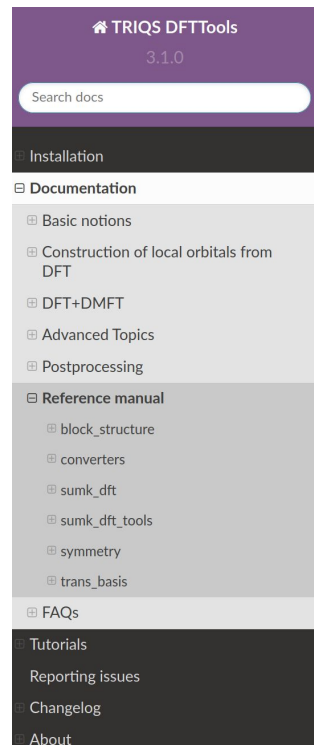 TRIQS DFTTools
3.1.0
Search docs
Installation
Documentation
Basic notions
Construction of local orbitals from
DFT
DFT+DMFT
Advanced Topics
Postprocessing
Reference manual
block_structure
converters
sumk_dft
sumk_dft_tools
symmetry
trans_basis
FAQs
Tutorials
Reporting issues
Changelog
About